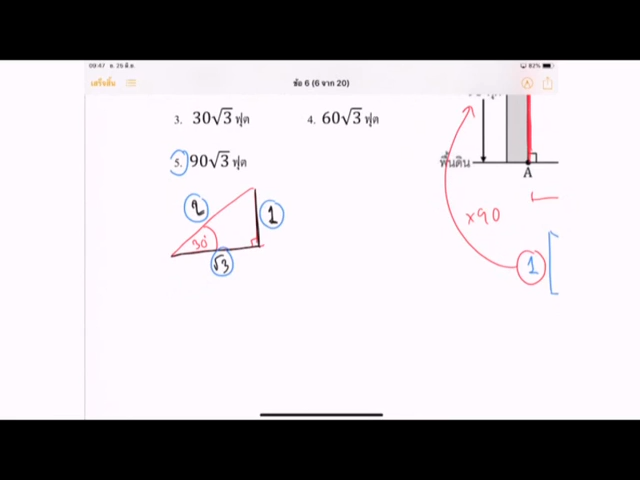 09:47 อ. 25 มี.ค.
82%
เสร็จสิ้น
ข้อ 6 (6 จาก 20)
3. 30√3 ฟุต
4. 60√3 ฟุต
5. 90√3 ฟุต
พื้นดิน
A
2
1
30°
√3
×90
1